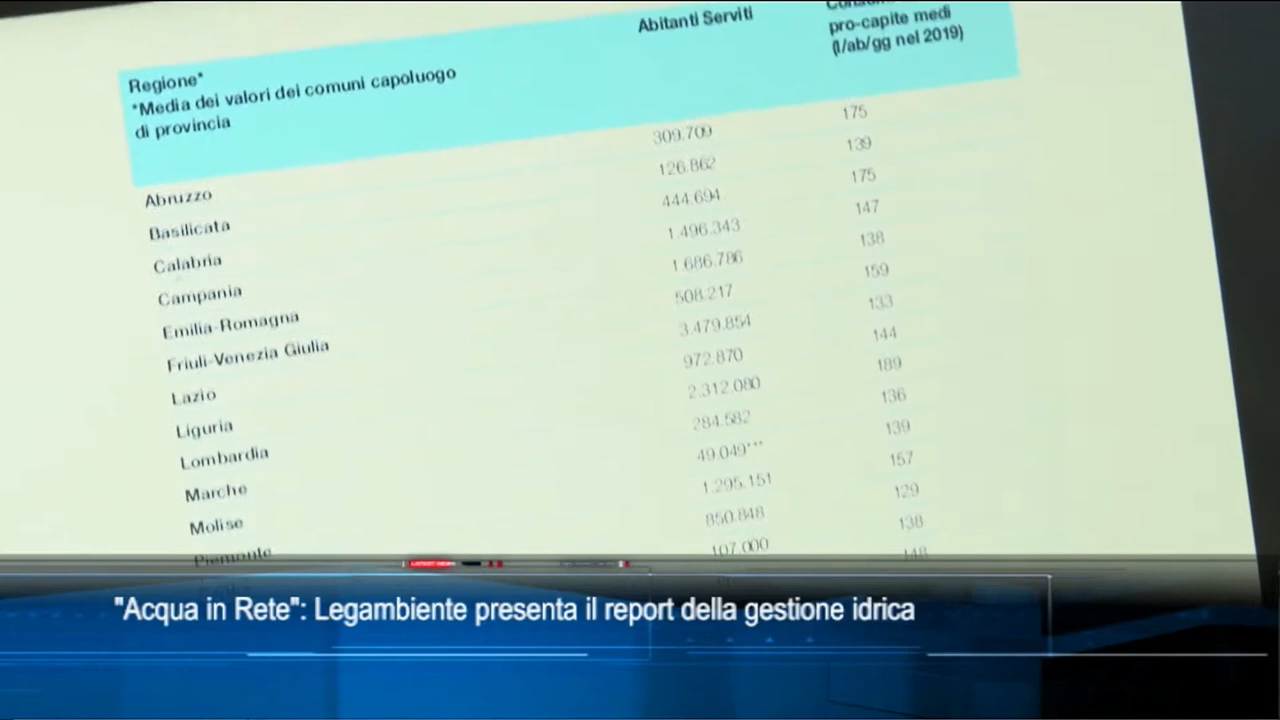 Abitanti Serviti
pro-capite medi
(l/ab/gg nel 2019)
Regione*
*Media dei valori dei comuni capoluogo
di provincia
Abruzzo 309.709 175
Basilicata 126.862 139
Calabria 444.694 175
Campania 1.496.343 147
Emilia-Romagna 1.686.786 138
Friuli-Venezia Giulia 508.217 159
Lazio 3.479.854 133
Liguria 972.870 144
Lombardia 2.312.080 189
Marche 284.582 136
Molise 49.049*** 139
Piemonte 1.295.151 157
850.848 129
107.000 138
148
LATEST NEWS
"Acqua in Rete": Legambiente presenta il report della gestione idrica